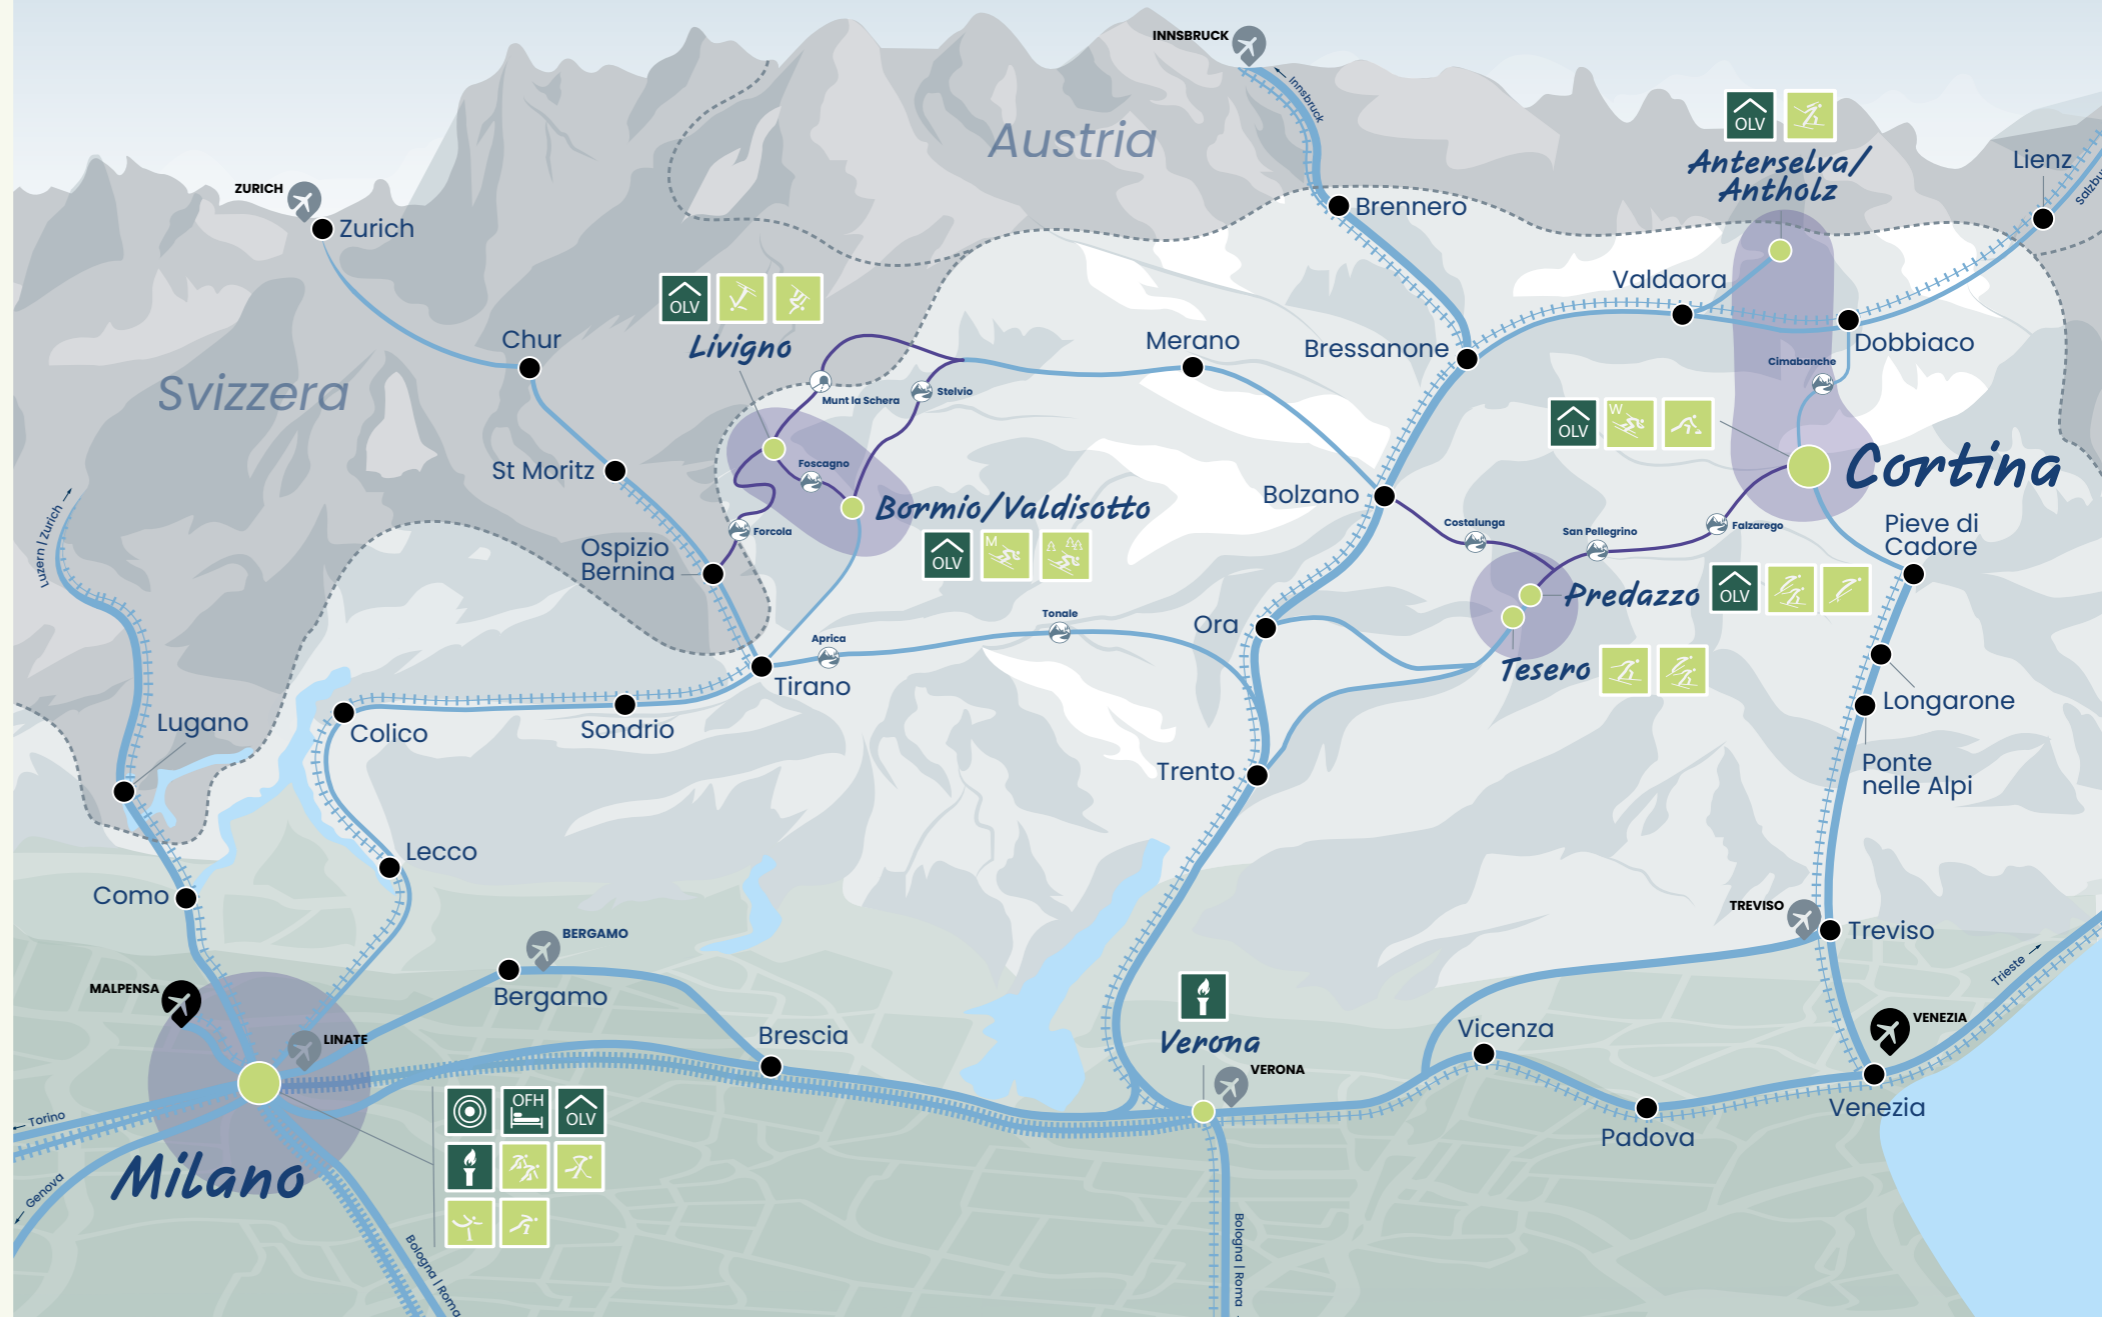 INNSBRUCK
← Innsbruck
Austria
OLV
Anterselva/
Antholz
Lienz
Salzbu
ZURICH
Zurich
Brennero
Valdaora
OLV
Livigno
Chur
Merano
Bressanone
Dobbiaco
Cimabanche
Svizzera
Munt la Schera
Stelvio
OLV
W
Cortina
St Moritz
Foscagno
Bormio/Valdisotto
OLV
M
Bolzano
Costalunga
San Pellegrino
Falzarego
Pieve di
Cadore
Luzern | Zurich →
Forcola
Ospizio
Bernina
Predazzo
OLV
Tonale
Aprica
Ora
Tesero
Tirano
Longarone
Lugano
Colico
Sondrio
Trento
Ponte
nelle Alpi
Lecco
Como
TREVISO
Treviso
BERGAMO
Bergamo
MALPENSA
LINATE
Trieste →
Brescia
Verona
VERONA
Vicenza
VENEZIA
Venezia
Padova
← Torino
OFH
OLV
Milano
← Genova
Bologna | Roma
Bologna | Roma